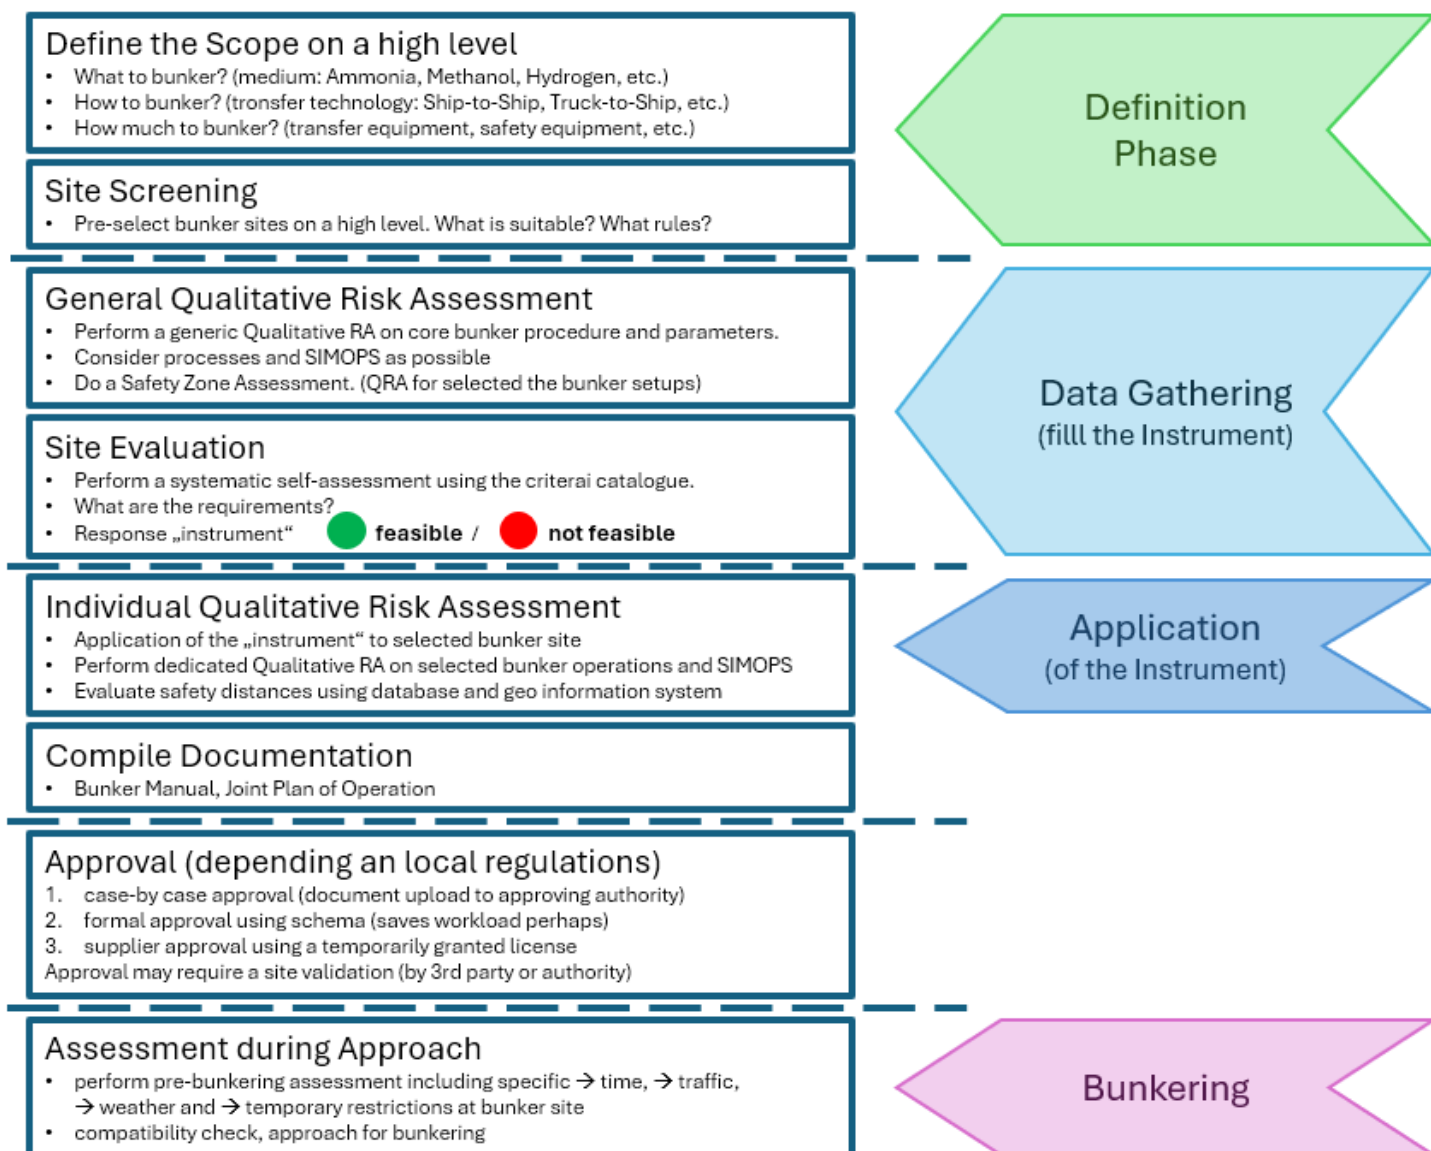 Define the Scope on a high level
• What to bunker? (medium: Ammonia, Methanol, Hydrogen, etc.)
• How to bunker? (tronsfer technology: Ship-to-Ship, Truck-to-Ship, etc.)
• How much to bunker? (transfer equipment, safety equipment, etc.)
Definition
Phase
Site Screening
• Pre-select bunker sites on a high level. What is suitable? What rules?
General Qualitative Risk Assessment
• Perform a generic Qualitative RA on core bunker procedure and parameters.
• Consider processes and SIMOPS as possible
• Do a Safety Zone Assessment. (QRA for selected the bunker setups)
Data Gathering
(filll the Instrument)
Site Evaluation
• Perform a systematic self-assessment using the criterai catalogue.
• What are the requirements?
• Response „instrument“ feasible / not feasible
Individual Qualitative Risk Assessment
• Application of the „instrument“ to selected bunker site
• Perform dedicated Qualitative RA on selected bunker operations and SIMOPS
• Evaluate safety distances using database and geo information system
Application
(of the Instrument)
Compile Documentation
• Bunker Manual, Joint Plan of Operation
Approval (depending an local regulations)
1. case-by case approval (document upload to approving authority)
2. formal approval using schema (saves workload perhaps)
3. supplier approval using a temporarily granted license
Approval may require a site validation (by 3rd party or authority)
Assessment during Approach
• perform pre-bunkering assessment including specific → time, → traffic,
→ weather and → temporary restrictions at bunker site
• compatibility check, approach for bunkering
Bunkering